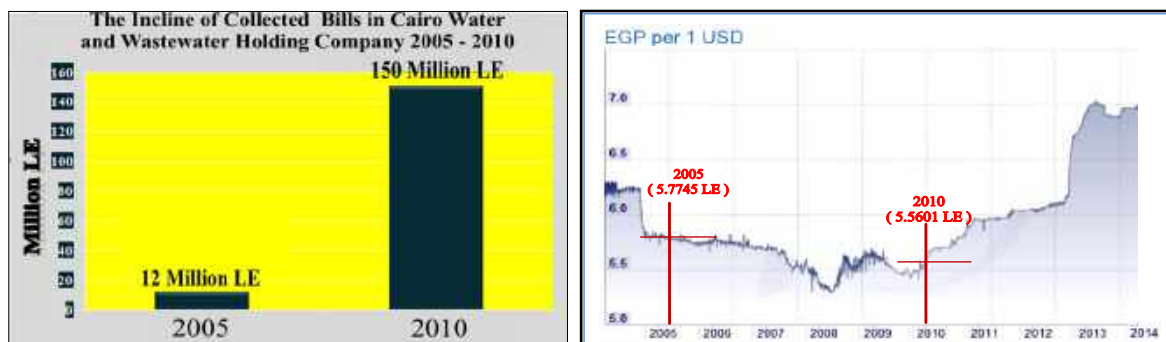 The Incline of Collected Bills in Cairo Water
and Wastewater Holding Company 2005 - 2010
Million LE
160
140
120
100
80
60
40
20
0
12 Million LE
150 Million LE
2005
2010
EGP per 1 USD
7.0
6.5
6.0
5.5
5.0
2005
( 5.7745 LE )
2010
( 5.5601 LE )
2005 2006 2007 2008 2009 2010 2011 2012 2013 2014